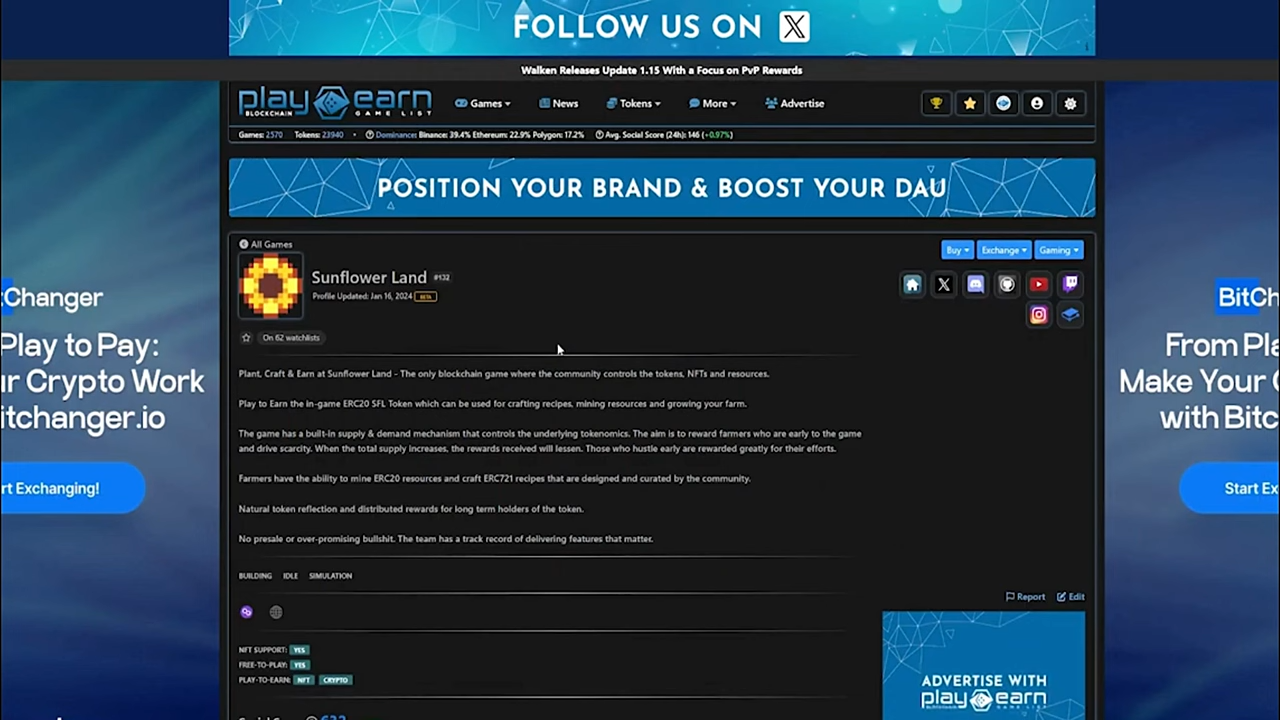 FOLLOW US ON X
Walken Releases Update 1.15 With a Focus on PvP Rewards
play earn
BLOCKCHAIN GAME LIST
Games News Tokens More Advertise
Games: 2570 Tokens: 23940 • Dominance: Binance: 39.4% Ethereum: 22.9% Polygon: 17.2% Avg. Social Score (24h): 146 (+0.97%)
POSITION YOUR BRAND & BOOST YOUR DAU
All Games
Buy Exchange Gaming
Sunflower Land #132
Profile Updated: Jan 16, 2024 BETA
On 62 watchlists
Plant, Craft & Earn at Sunflower Land - The only blockchain game where the community controls the tokens, NFTs and resources.
Play to Earn the in-game ERC20 SFL Token which can be used for crafting recipes, mining resources and growing your farm.
The game has a built-in supply & demand mechanism that controls the underlying tokenomics. The aim is to reward farmers who are early to the game
and drive scarcity. When the total supply increases, the rewards received will lessen. Those who hustle early are rewarded greatly for their efforts.
Farmers have the ability to mine ERC20 resources and craft ERC721 recipes that are designed and curated by the community.
Natural token reflection and distributed rewards for long term holders of the token.
No presale or over-promising bullshit. The team has a track record of delivering features that matter.
BUILDING IDLE SIMULATION
Report Edit
NFT SUPPORT: YES
FREE-TO-PLAY: YES
PLAY-TO-EARN: NFT CRYPTO
ADVERTISE WITH
play earn
GAME LIST
Changer
Play to Pay:
ur Crypto Work
itchanger.io
rt Exchanging!
BitCh
From Pla
Make Your
with Bitc
Start Ex